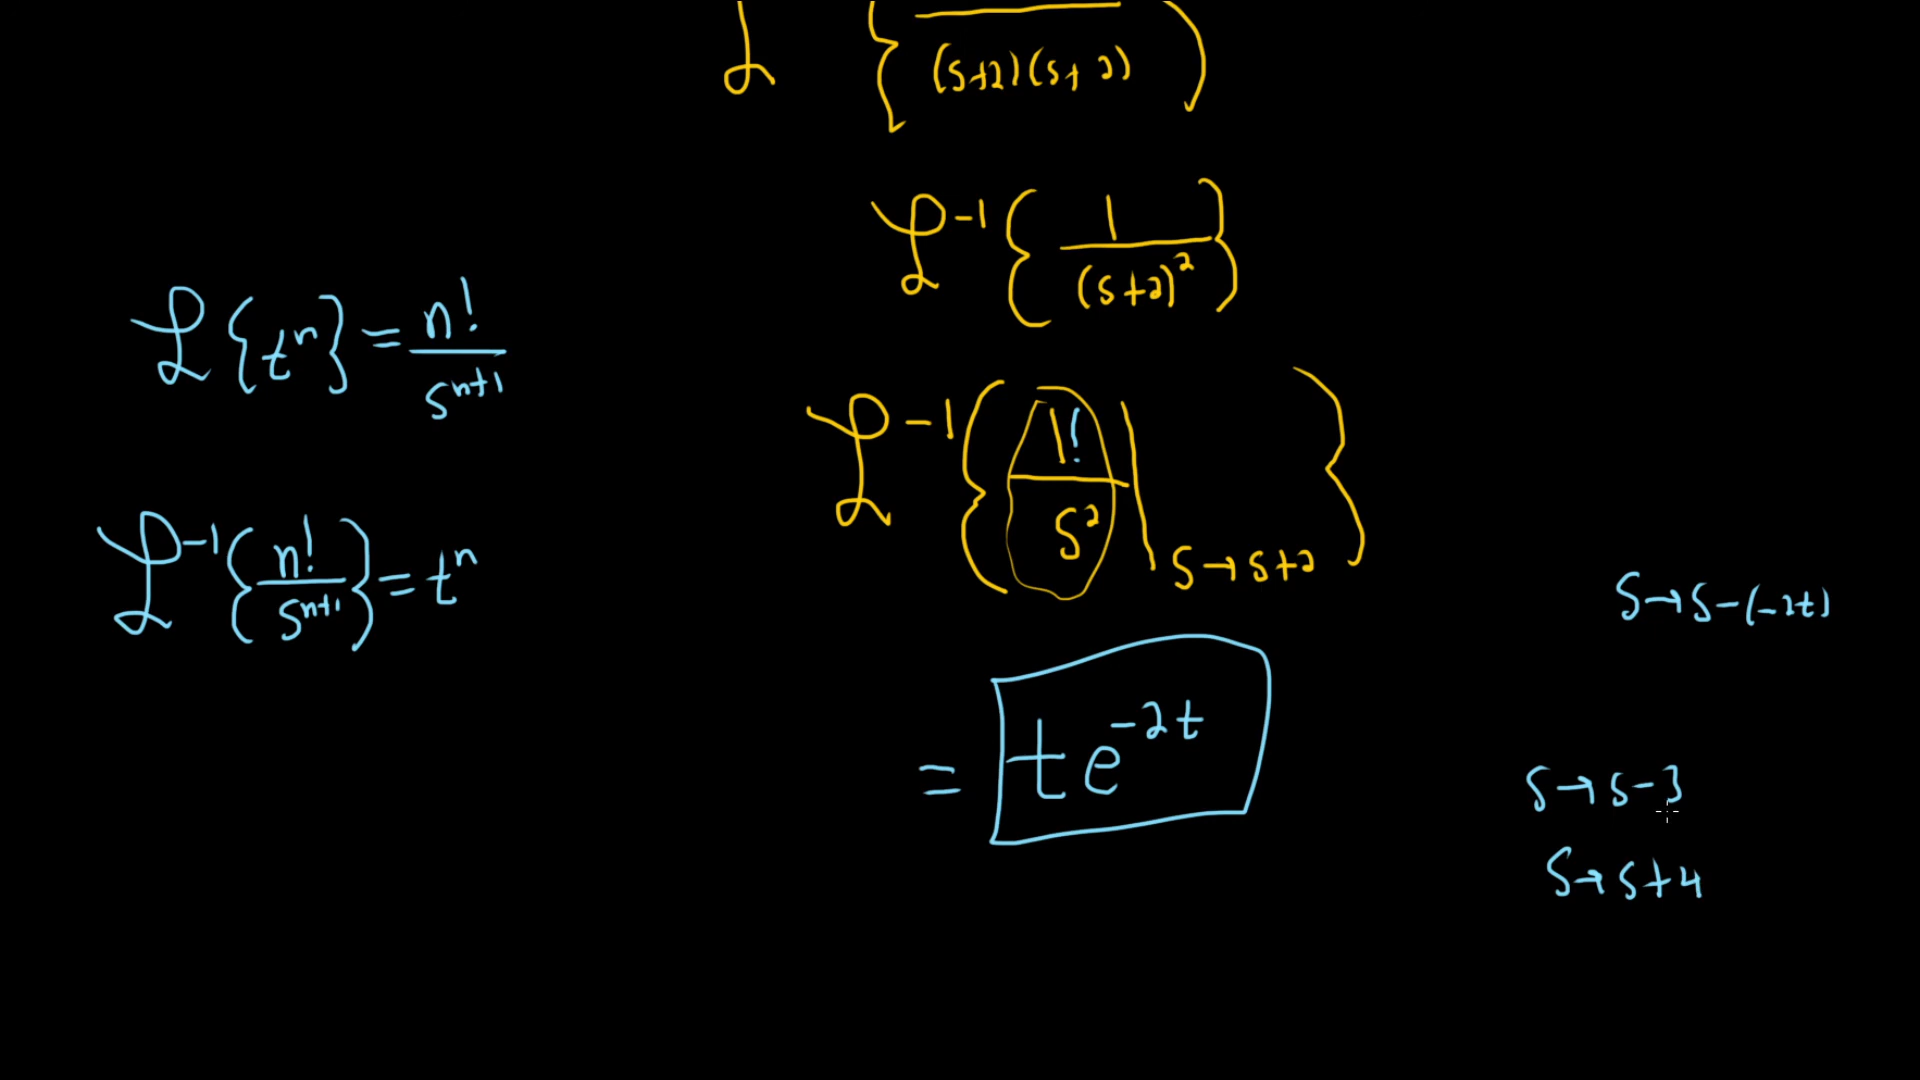 ℒ { ―――
(s+2)(s+2) }
ℒ⁻¹{ 1/(s+2)² }
ℒ{tⁿ} = n!/sⁿ⁺¹
ℒ⁻¹{ 1!/s² | s→s+2 }
ℒ⁻¹{ n!/sⁿ⁺¹ } = tⁿ
s→s-(-2t)
= te⁻²ᵗ
s→s-3
s→s+4